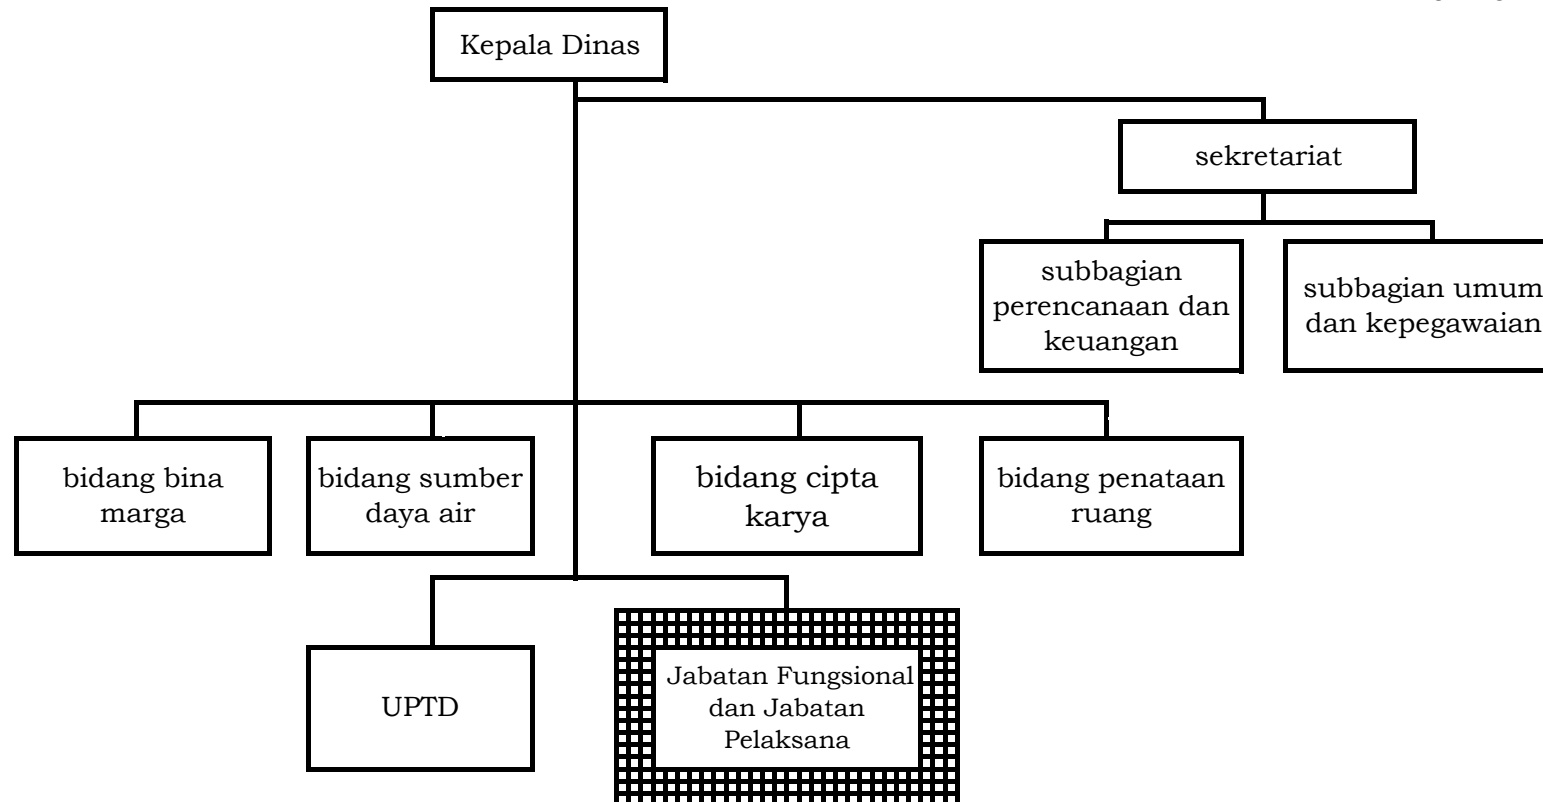 Kepala Dinas
sekretariat
subbagian
perencanaan dan
keuangan
subbagian umum
dan kepegawaian
bidang bina
marga
bidang sumber
daya air
bidang cipta
karya
bidang penataan
ruang
UPTD
Jabatan Fungsional
dan Jabatan
Pelaksana